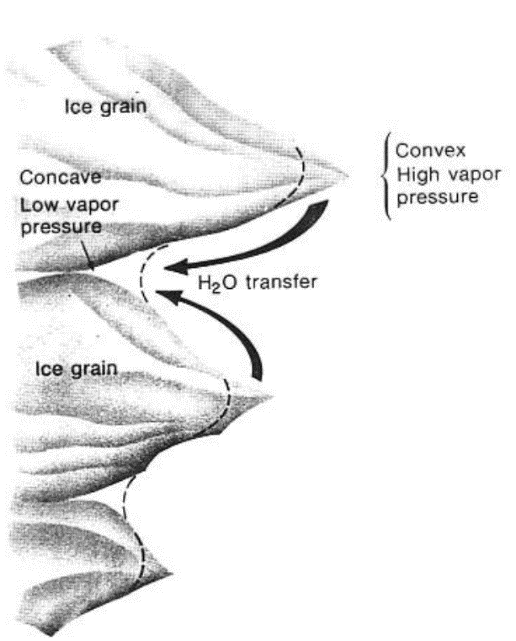 Ice grain
Convex
High vapor
pressure
Concave
Low vapor
pressure
H₂O transfer
Ice grain